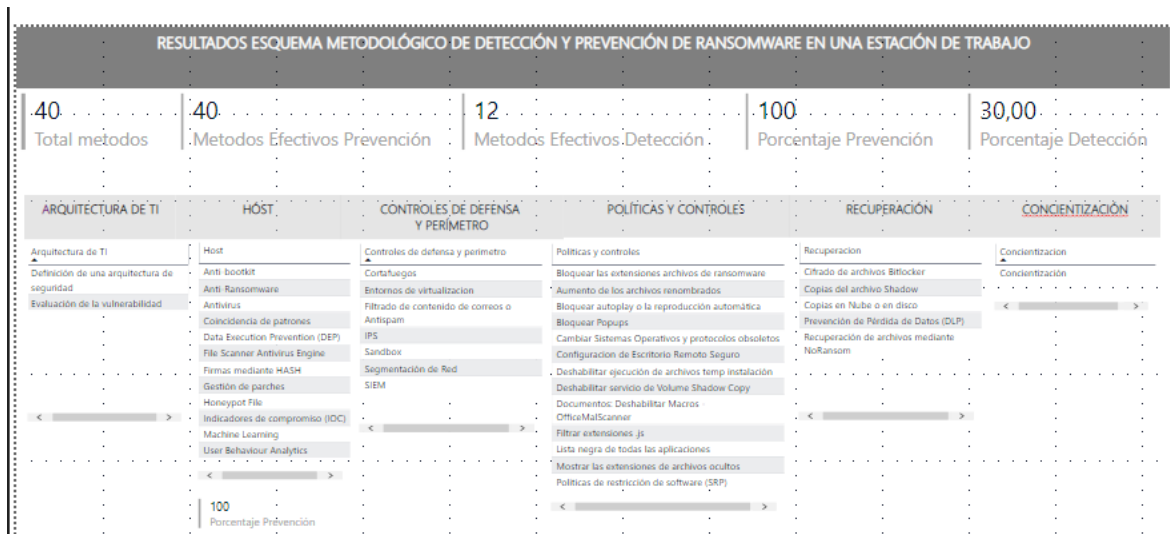 RESULTADOS ESQUEMA METODOLÓGICO DE DETECCIÓN Y PREVENCIÓN DE RANSOMWARE EN UNA ESTACIÓN DE TRABAJO
40
Total metodos
40
Metodos Efectivos Prevención
12
Metodos Efectivos Detección
100
Porcentaje Prevención
30,00
Porcentaje Detección
ARQUITECTURA DE TI
Arquitectura de TI
Definición de una arquitectura de
seguridad
Evaluación de la vulnerabilidad
HOST
Host
Anti-bootkit
Anti-Ransomware
Antivirus
Coincidencia de patrones
Data Execution Prevention (DEP)
File Scanner Antivirus Engine
Firmas mediante HASH
Gestión de parches
Honeypot File
Indicadores de compromiso (IOC)
Machine Learning
User Behaviour Analytics
100
Porcentaje Prevención
CONTROLES DE DEFENSA
Y PERÍMETRO
Controles de defensa y perimetro
Cortafuegos
Entornos de virtualizacion
Filtrado de contenido de correos o
Antispam
IPS
Sandbox
Segmentación de Red
SIEM
POLÍTICAS Y CONTROLES
Politicas y controles
Bloquear las extensiones archivos de ransomware
Aumento de los archivos renombrados
Bloquear autoplay o la reproducción automática
Bloquear Popups
Cambiar Sistemas Operativos y protocolos obsoletos
Configuracion de Escritorio Remoto Seguro
Deshabilitar ejecución de archivos temp instalación
Deshabilitar servicio de Volume Shadow Copy
Documentos: Deshabilitar Macros -
OfficeMalScanner
Filtrar extensiones .js
Lista negra de todas las aplicaciones
Mostrar las extensiones de archivos ocultos
Políticas de restricción de software (SRP)
RECUPERACIÓN
Recuperacion
Cifrado de archivos Bitlocker
Copias del archivo Shadow
Copias en Nube o en disco
Prevención de Pérdida de Datos (DLP)
Recuperación de archivos mediante
NoRansom
CONCIENTIZACIÒN
Concientizacion
Concientización